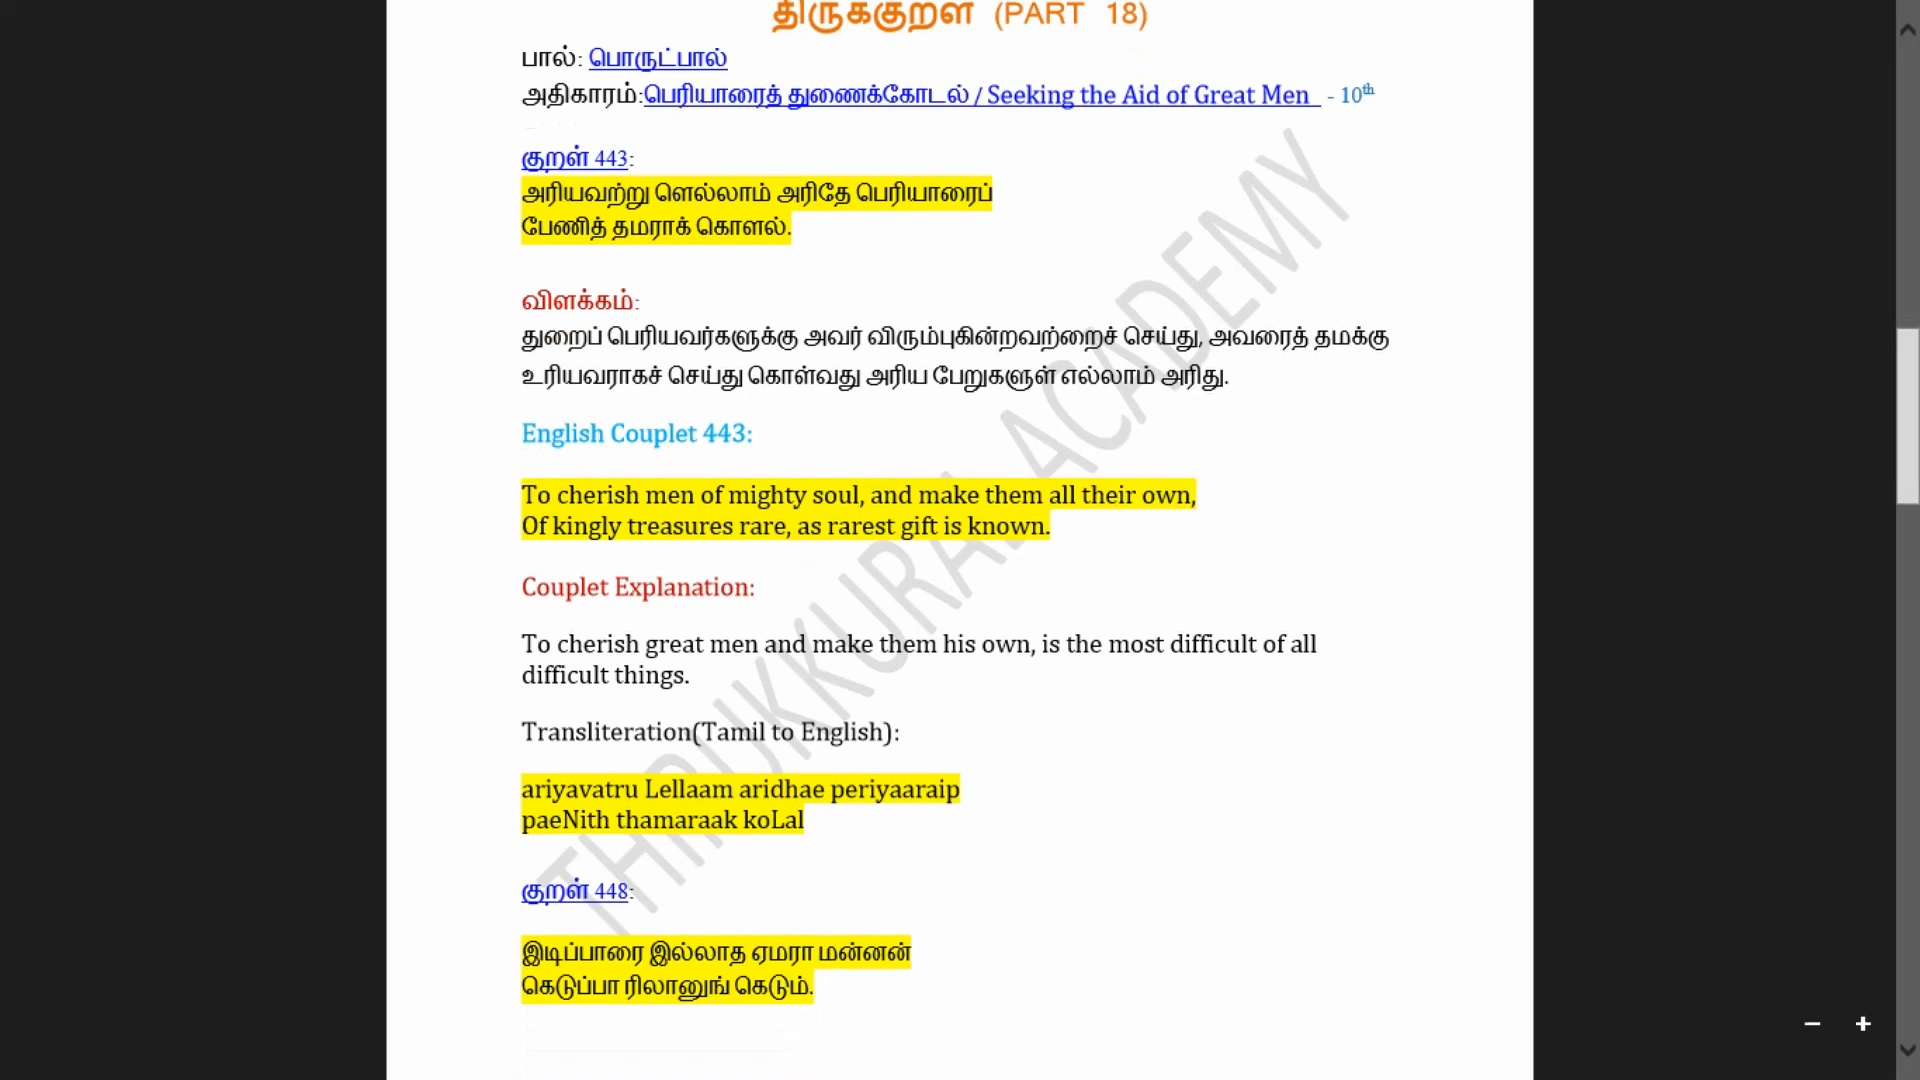 திருக்குறள் (PART 18)
பால்: பொருட்பால்
அதிகாரம்:பெரியாரைத் துணைக்கோடல் / Seeking the Aid of Great Men - 10th
குறள் 443:
அரியவற்று ளெல்லாம் அரிதே பெரியாரைப்
பேணித் தமராக் கொளல்.
விளக்கம்:
துறைப் பெரியவர்களுக்கு அவர் விரும்புகின்றவற்றைச் செய்து, அவரைத் தமக்கு
உரியவராகச் செய்து கொள்வது அரிய பேறுகளுள் எல்லாம் அரிது.
English Couplet 443:
To cherish men of mighty soul, and make them all their own,
Of kingly treasures rare, as rarest gift is known.
Couplet Explanation:
To cherish great men and make them his own, is the most difficult of all
difficult things.
Transliteration(Tamil to English):
ariyavatru Lellaam aridhae periyaaraip
paeNith thamaraak koLal
குறள் 448:
இடிப்பாரை இல்லாத ஏமரா மன்னன்
கெடுப்பா ரிலானுங் கெடும்.
THIRUKKURAL ACADEMY